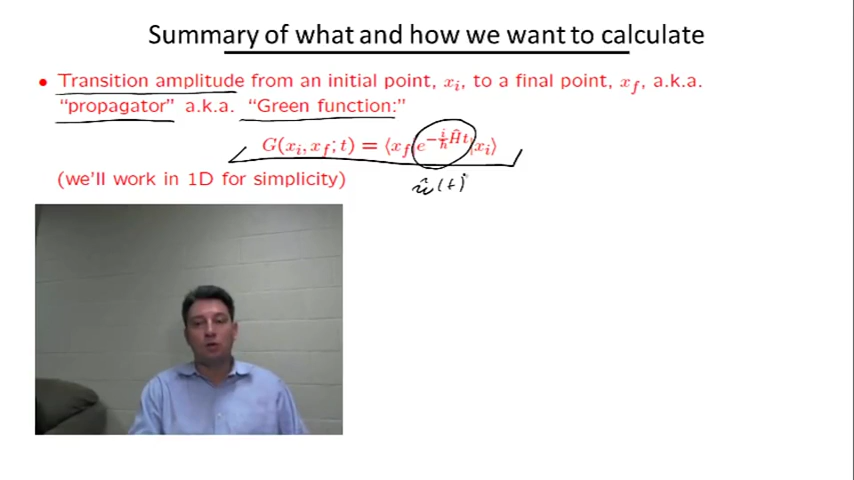 Summary of what and how we want to calculate
• Transition amplitude from an initial point, xᵢ, to a final point, x_f, a.k.a.
"propagator" a.k.a. "Green function:"
G(xᵢ, x_f; t) = ⟨x_f|e^{-\frac{i}{ħ}Ĥt}|xᵢ⟩
(we'll work in 1D for simplicity)
û(t)